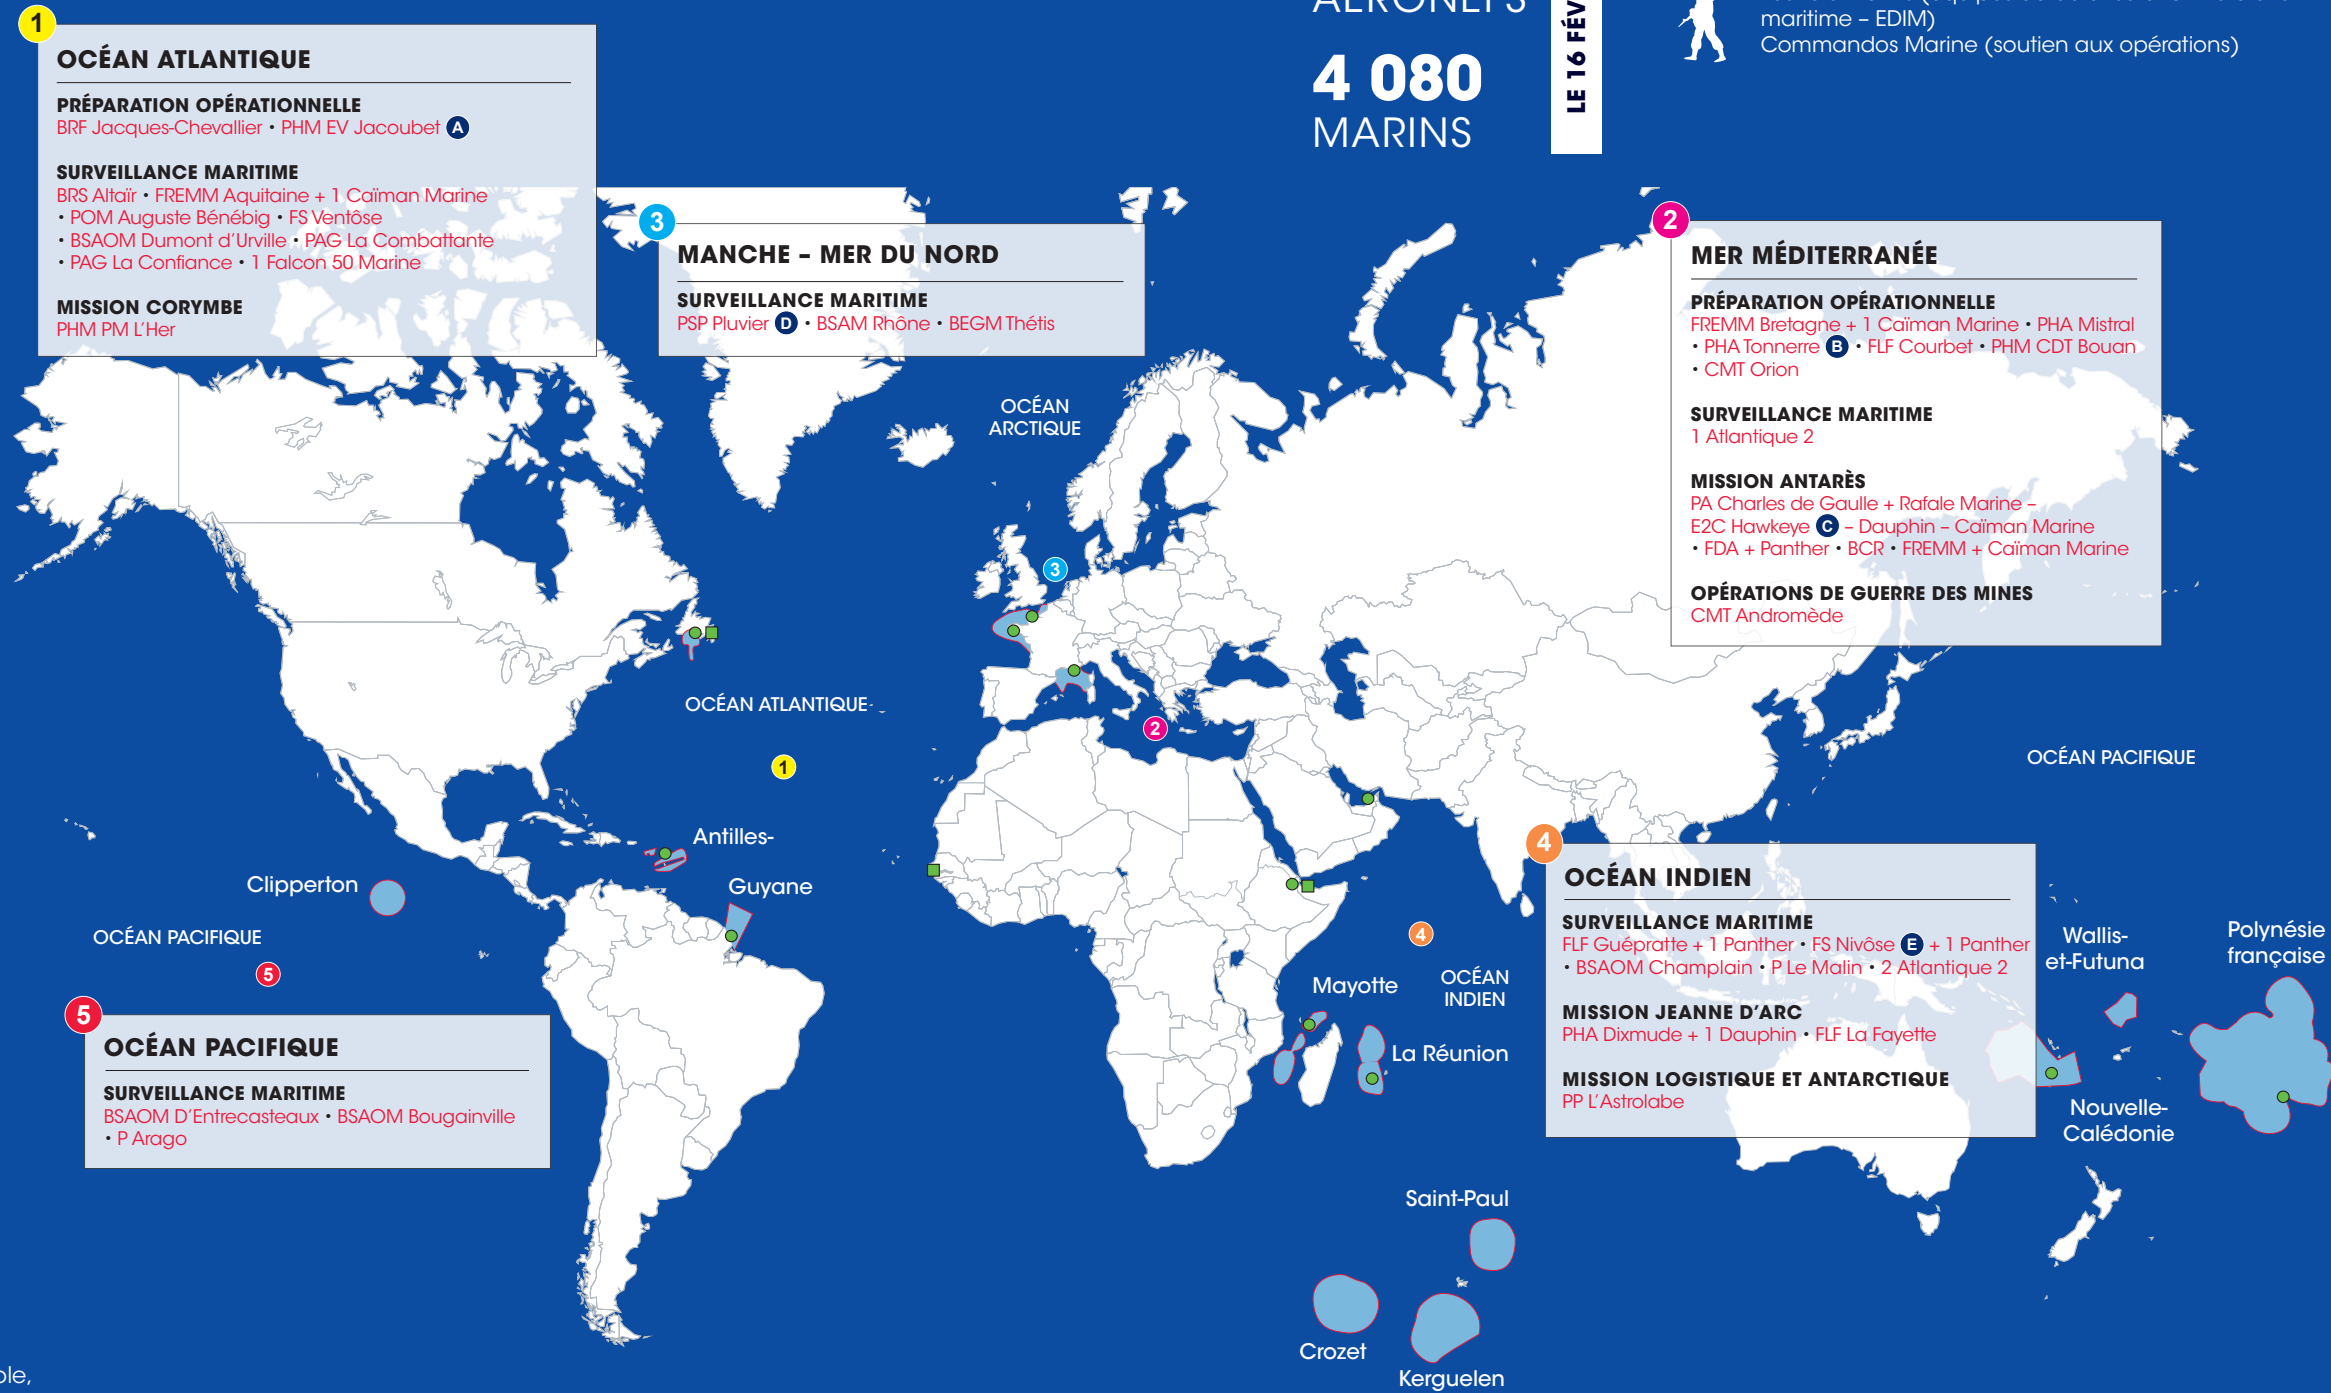 AÉRONEFS
4 080
MARINS
LE 16 FÉV
maritime – EDIM)
Commandos Marine (soutien aux opérations)
1
OCÉAN ATLANTIQUE
PRÉPARATION OPÉRATIONNELLE
BRF Jacques-Chevallier • PHM EV Jacoubet A
SURVEILLANCE MARITIME
BRS Altaïr • FREMM Aquitaine + 1 Caïman Marine
• POM Auguste Bénébig • FS Ventôse
• BSAOM Dumont d'Urville • PAG La Combattante
• PAG La Confiance • 1 Falcon 50 Marine
MISSION CORYMBE
PHM PM L'Her
3
MANCHE – MER DU NORD
SURVEILLANCE MARITIME
PSP Pluvier D • BSAM Rhône • BEGM Thétis
2
MER MÉDITERRANÉE
PRÉPARATION OPÉRATIONNELLE
FREMM Bretagne + 1 Caïman Marine • PHA Mistral
• PHA Tonnerre B • FLF Courbet • PHM CDT Bouan
• CMT Orion
SURVEILLANCE MARITIME
1 Atlantique 2
MISSION ANTARÈS
PA Charles de Gaulle + Rafale Marine –
E2C Hawkeye C – Dauphin – Caïman Marine
• FDA + Panther • BCR • FREMM + Caïman Marine
OPÉRATIONS DE GUERRE DES MINES
CMT Andromède
OCÉAN
ARCTIQUE
3
OCÉAN ATLANTIQUE
2
1
OCÉAN PACIFIQUE
Antilles-
Guyane
Clipperton
OCÉAN PACIFIQUE
5
4
OCÉAN
INDIEN
Mayotte
La Réunion
4
OCÉAN INDIEN
SURVEILLANCE MARITIME
FLF Guépratte + 1 Panther • FS Nivôse E + 1 Panther
• BSAOM Champlain • P Le Malin • 2 Atlantique 2
MISSION JEANNE D'ARC
PHA Dixmude + 1 Dauphin • FLF La Fayette
MISSION LOGISTIQUE ET ANTARCTIQUE
PP L'Astrolabe
Wallis-
et-Futuna
Polynésie
française
Nouvelle-
Calédonie
5
OCÉAN PACIFIQUE
SURVEILLANCE MARITIME
BSAOM D'Entrecasteaux • BSAOM Bougainville
• P Arago
Saint-Paul
Crozet
Kerguelen
ole,